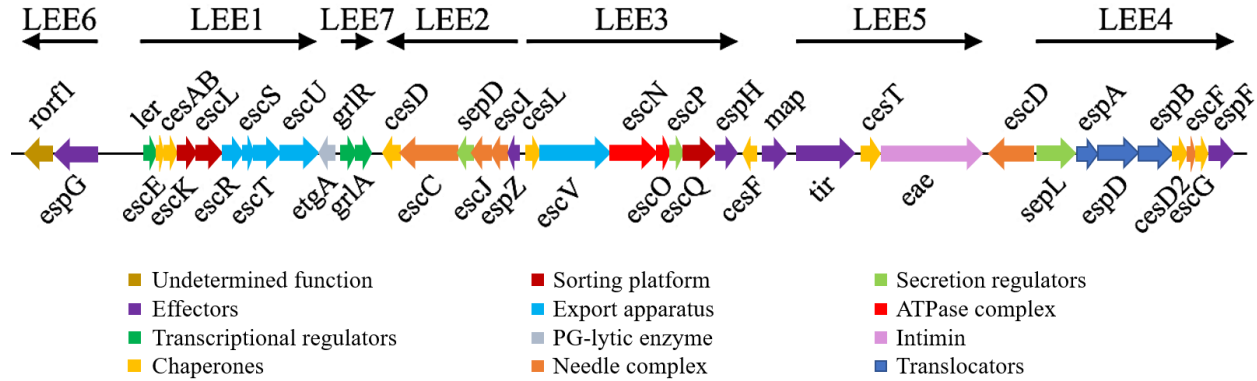 LEE6 LEE1 LEE7 LEE2 LEE3 LEE5 LEE4
rorf1 ler cesAB escL escS escU grlR cesD sepD escI cesL escN escP espH map cesT escD espA espB escF espF
espG escE escK escR escT etgA grlA escC escJ espZ escV escO escQ cesF tir eae sepL espD cesD2 escG
Undetermined function Sorting platform Secretion regulators
Effectors Export apparatus ATPase complex
Transcriptional regulators PG-lytic enzyme Intimin
Chaperones Needle complex Translocators